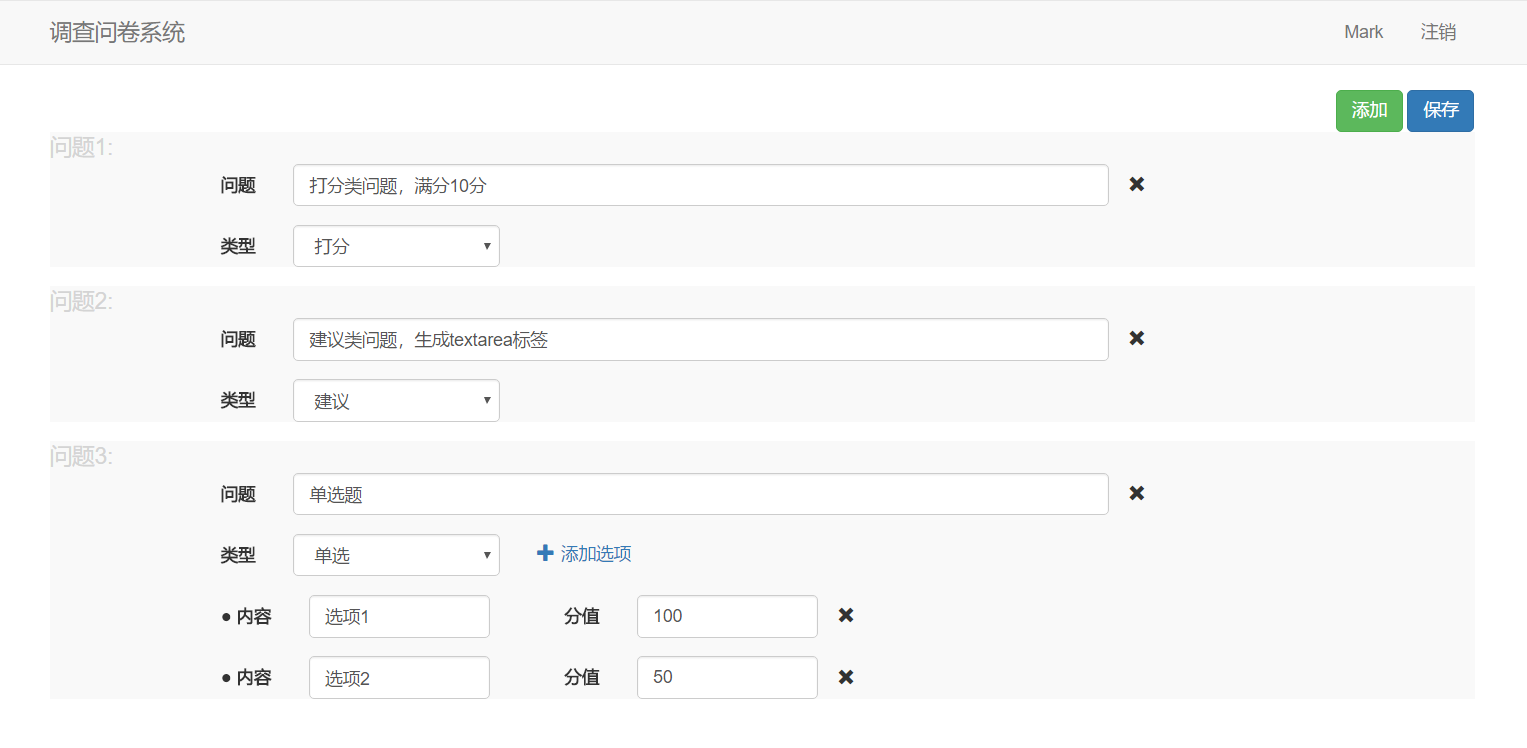 调查问卷系统 Mark 注销
添加 保存
问题1:
问题 打分类问题，满分10分
类型 打分
问题2:
问题 建议类问题，生成textarea标签
类型 建议
问题3:
问题 单选题
类型 单选 添加选项
● 内容 选项1 分值 100
● 内容 选项2 分值 50